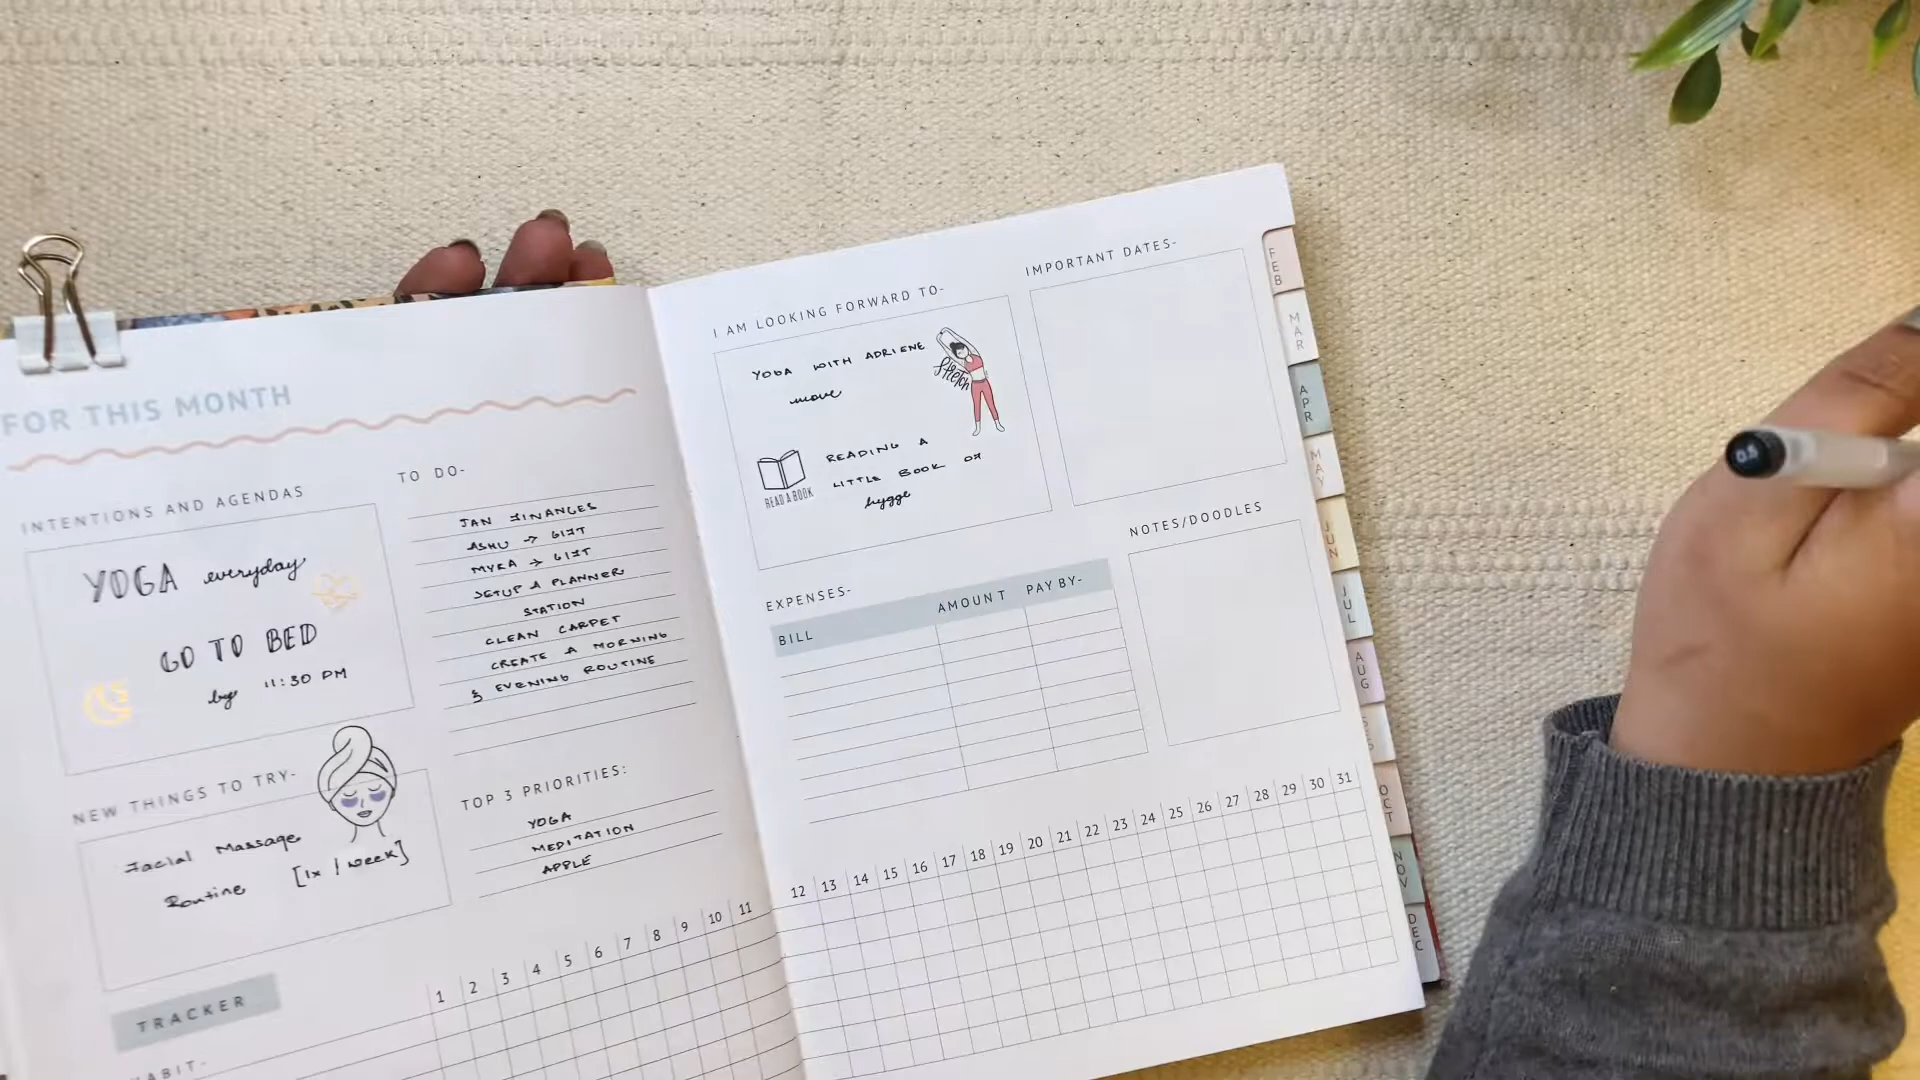 FOR THIS MONTH
INTENTIONS AND AGENDAS
YOGA everyday
GO TO BED
by 11:30 PM
TO DO-
JAN FINANCES
ASHU → GIFT
MYRA → GIFT
SETUP A PLANNER
STATION
CLEAN CARPET
CREATE A MORNING
& EVENING ROUTINE
NEW THINGS TO TRY-
Facial Massage
Routine [1x / week]
TOP 3 PRIORITIES:
YOGA
MEDITATION
APPLE
TRACKER
HABIT-
1 2 3 4 5 6 7 8 9 10 11
I AM LOOKING FORWARD TO-
YOGA WITH ADRIENE
move
Stretch
READ A BOOK
READING A
LITTLE BOOK OF
hygge
IMPORTANT DATES-
EXPENSES-
BILL AMOUNT PAY BY-
NOTES/DOODLES
12 13 14 15 16 17 18 19 20 21 22 23 24 25 26 27 28 29 30 31
FEB
MAR
APR
MAY
JUN
JUL
AUG
SEP
OCT
NOV
DEC
0.5